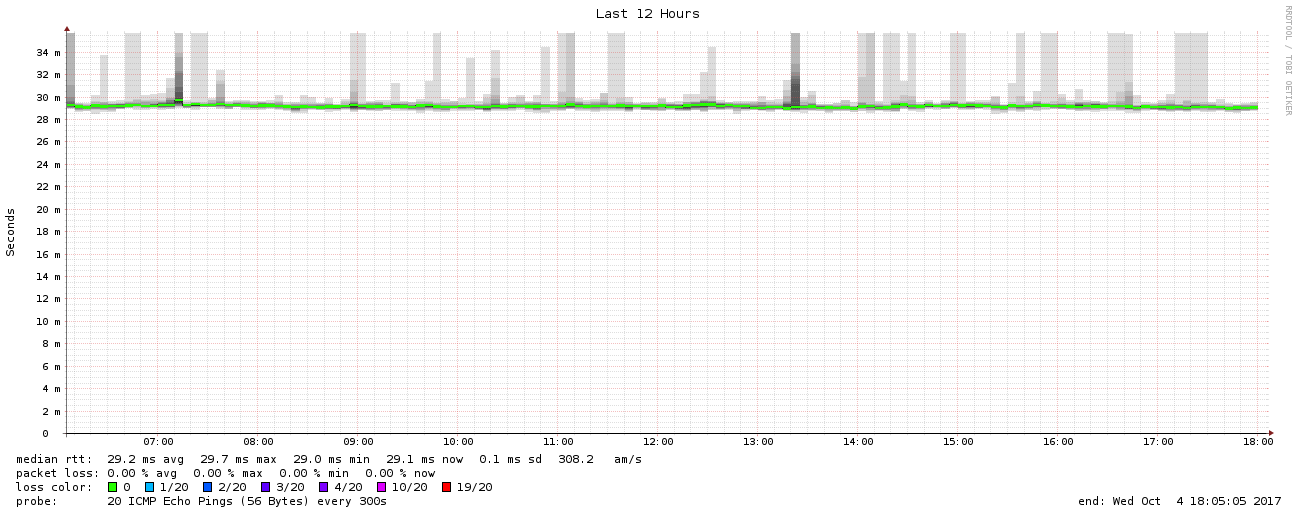 Last 12 Hours
RRDTOOL / TOBI OETIKER
Seconds
34 m
32 m
30 m
28 m
26 m
24 m
22 m
20 m
18 m
16 m
14 m
12 m
10 m
8 m
6 m
4 m
2 m
0
07:00 08:00 09:00 10:00 11:00 12:00 13:00 14:00 15:00 16:00 17:00 18:00
median rtt: 29.2 ms avg 29.7 ms max 29.0 ms min 29.1 ms now 0.1 ms sd 308.2 am/s
packet loss: 0.00 % avg 0.00 % max 0.00 % min 0.00 % now
loss color: 0 1/20 2/20 3/20 4/20 10/20 19/20
probe: 20 ICMP Echo Pings (56 Bytes) every 300s end: Wed Oct 4 18:05:05 2017